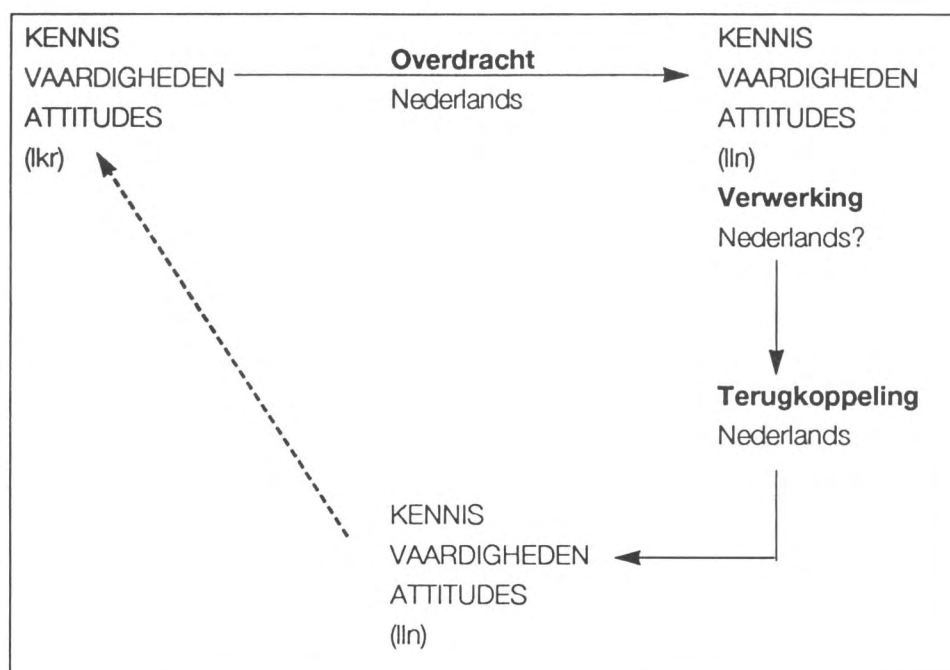 KENNIS
VAARDIGHEDEN
ATTITUDES
(lkr)
Overdracht
Nederlands
KENNIS
VAARDIGHEDEN
ATTITUDES
(lln)
Verwerking
Nederlands?
Terugkoppeling
Nederlands
KENNIS
VAARDIGHEDEN
ATTITUDES
(lln)